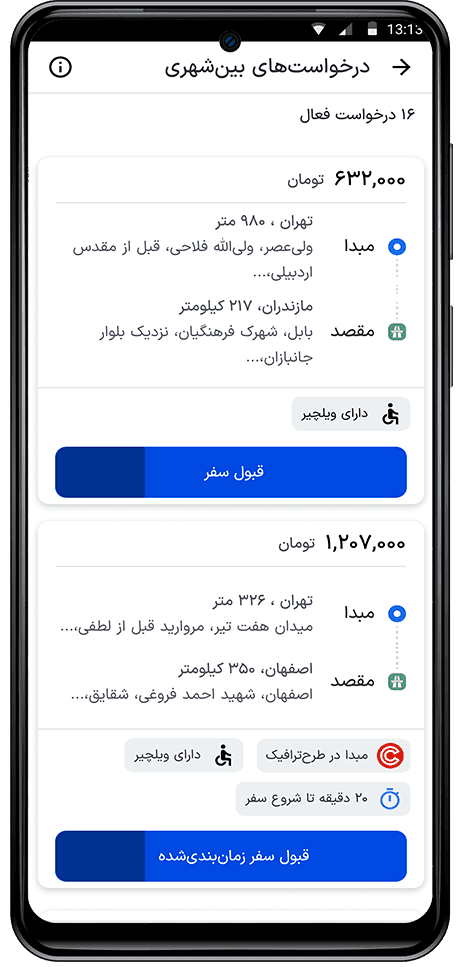 13:13
درخواست‌های بین‌شهری
۱۶ درخواست فعال
۶۳۲,۰۰۰ تومان
مبدا
تهران ، ۹۸۰ متر
ولی‌عصر، ولی‌الله فلاحی، قبل از مقدس
اردبیلی،...
مقصد
مازندران، ۲۱۷ کیلومتر
بابل، شهرک فرهنگیان، نزدیک بلوار
جانبازان،...
دارای ویلچیر
قبول سفر
۱,۲۰۷,۰۰۰ تومان
مبدا
تهران ، ۳۲۶ متر
میدان هفت تیر، مروارید قبل از لطفی،...
مقصد
اصفهان، ۳۵۰ کیلومتر
اصفهان، شهید احمد فروغی، شقایق،...
مبدا در طرح‌ترافیک
دارای ویلچیر
۲۰ دقیقه تا شروع سفر
قبول سفر زمان‌بندی‌شده